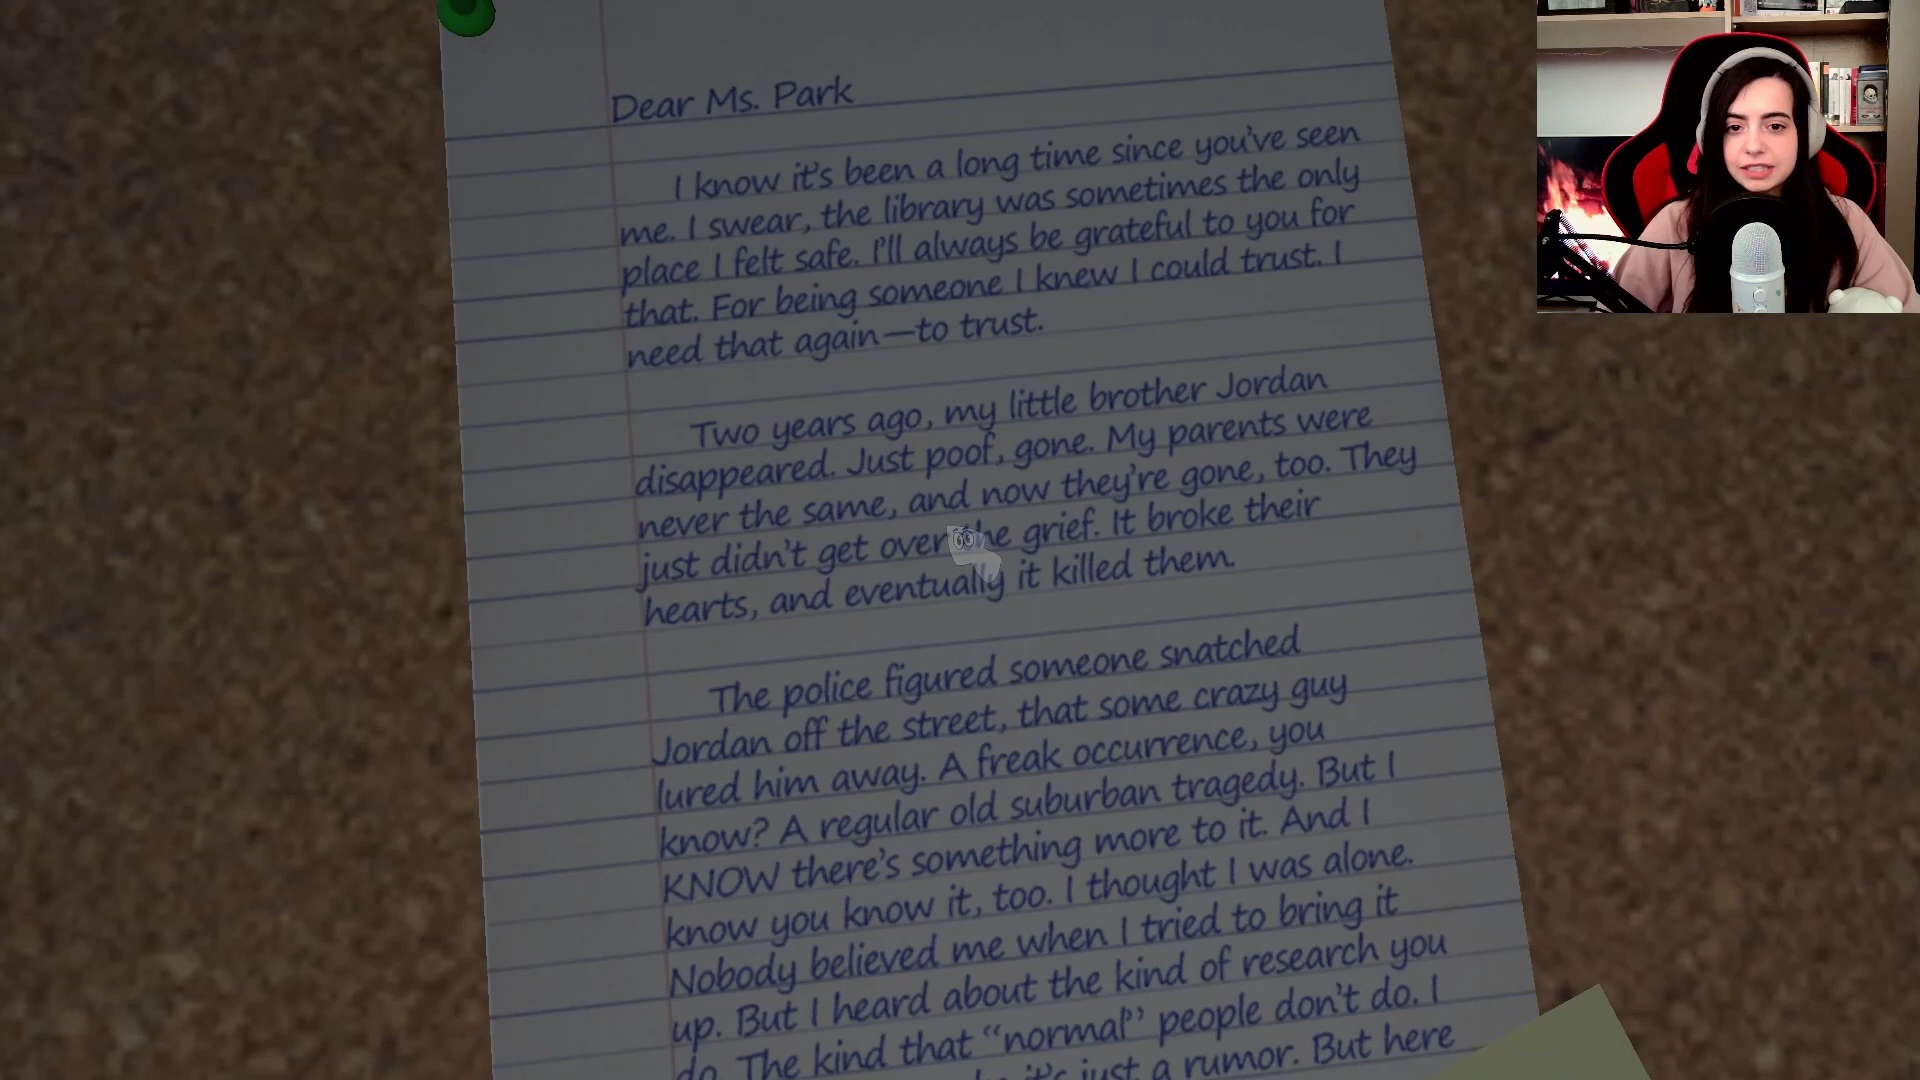 Dear Ms. Park
I know it's been a long time since you've seen
me. I swear, the library was sometimes the only
place I felt safe. I'll always be grateful to you for
that. For being someone I knew I could trust. I
need that again—to trust.
Two years ago, my little brother Jordan
disappeared. Just poof, gone. My parents were
never the same, and now they're gone, too. They
just didn't get over the grief. It broke their
hearts, and eventually it killed them.
The police figured someone snatched
Jordan off the street, that some crazy guy
lured him away. A freak occurrence, you
know? A regular old suburban tragedy. But I
KNOW there's something more to it. And I
know you know it, too. I thought I was alone.
Nobody believed me when I tried to bring it
up. But I heard about the kind of research you
do. The kind that “normal” people don't do. I
it's just a rumor. But here